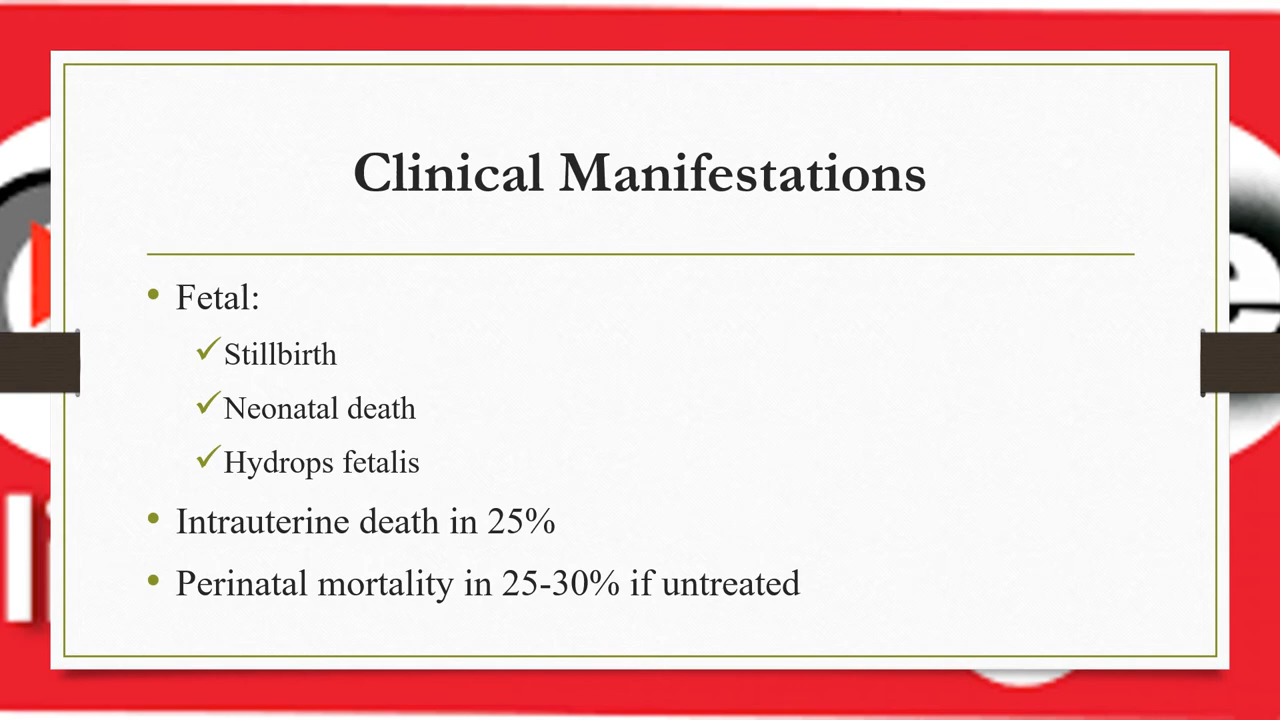 Clinical Manifestations
• Fetal:
✓Stillbirth
✓Neonatal death
✓Hydrops fetalis
• Intrauterine death in 25%
• Perinatal mortality in 25-30% if untreated